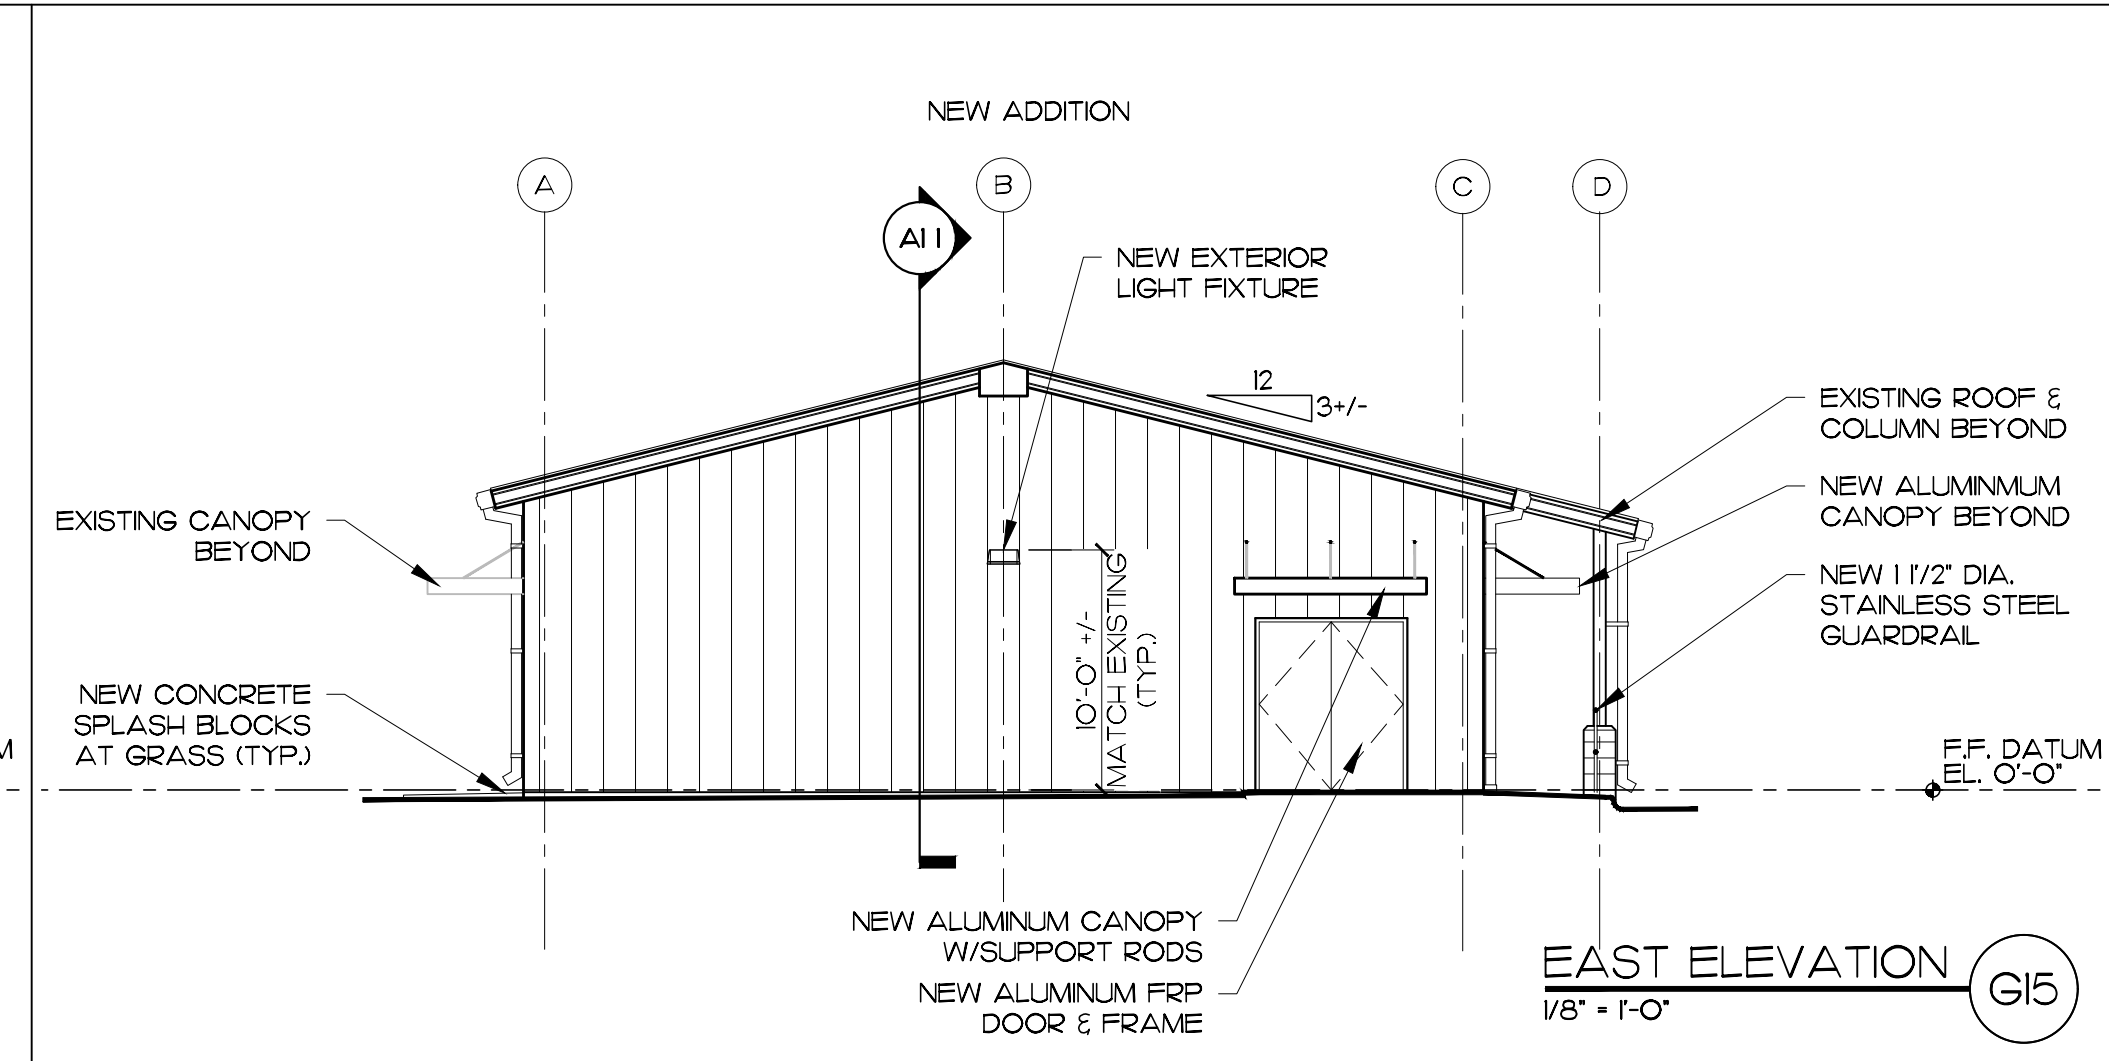 NEW ADDITION
A
B
C
D
A11
NEW EXTERIOR
LIGHT FIXTURE
12
3+/-
EXISTING ROOF &
COLUMN BEYOND
NEW ALUMINMUM
CANOPY BEYOND
EXISTING CANOPY
BEYOND
NEW 1 1'/2" DIA.
STAINLESS STEEL
GUARDRAIL
10'-0" +/-
MATCH EXISTING
(TYP.)
NEW CONCRETE
SPLASH BLOCKS
AT GRASS (TYP.)
M
F.F. DATUM
EL. 0'-0"
NEW ALUMINUM CANOPY
W/SUPPORT RODS
NEW ALUMINUM FRP
DOOR & FRAME
EAST ELEVATION
1/8" = 1'-0"
G15